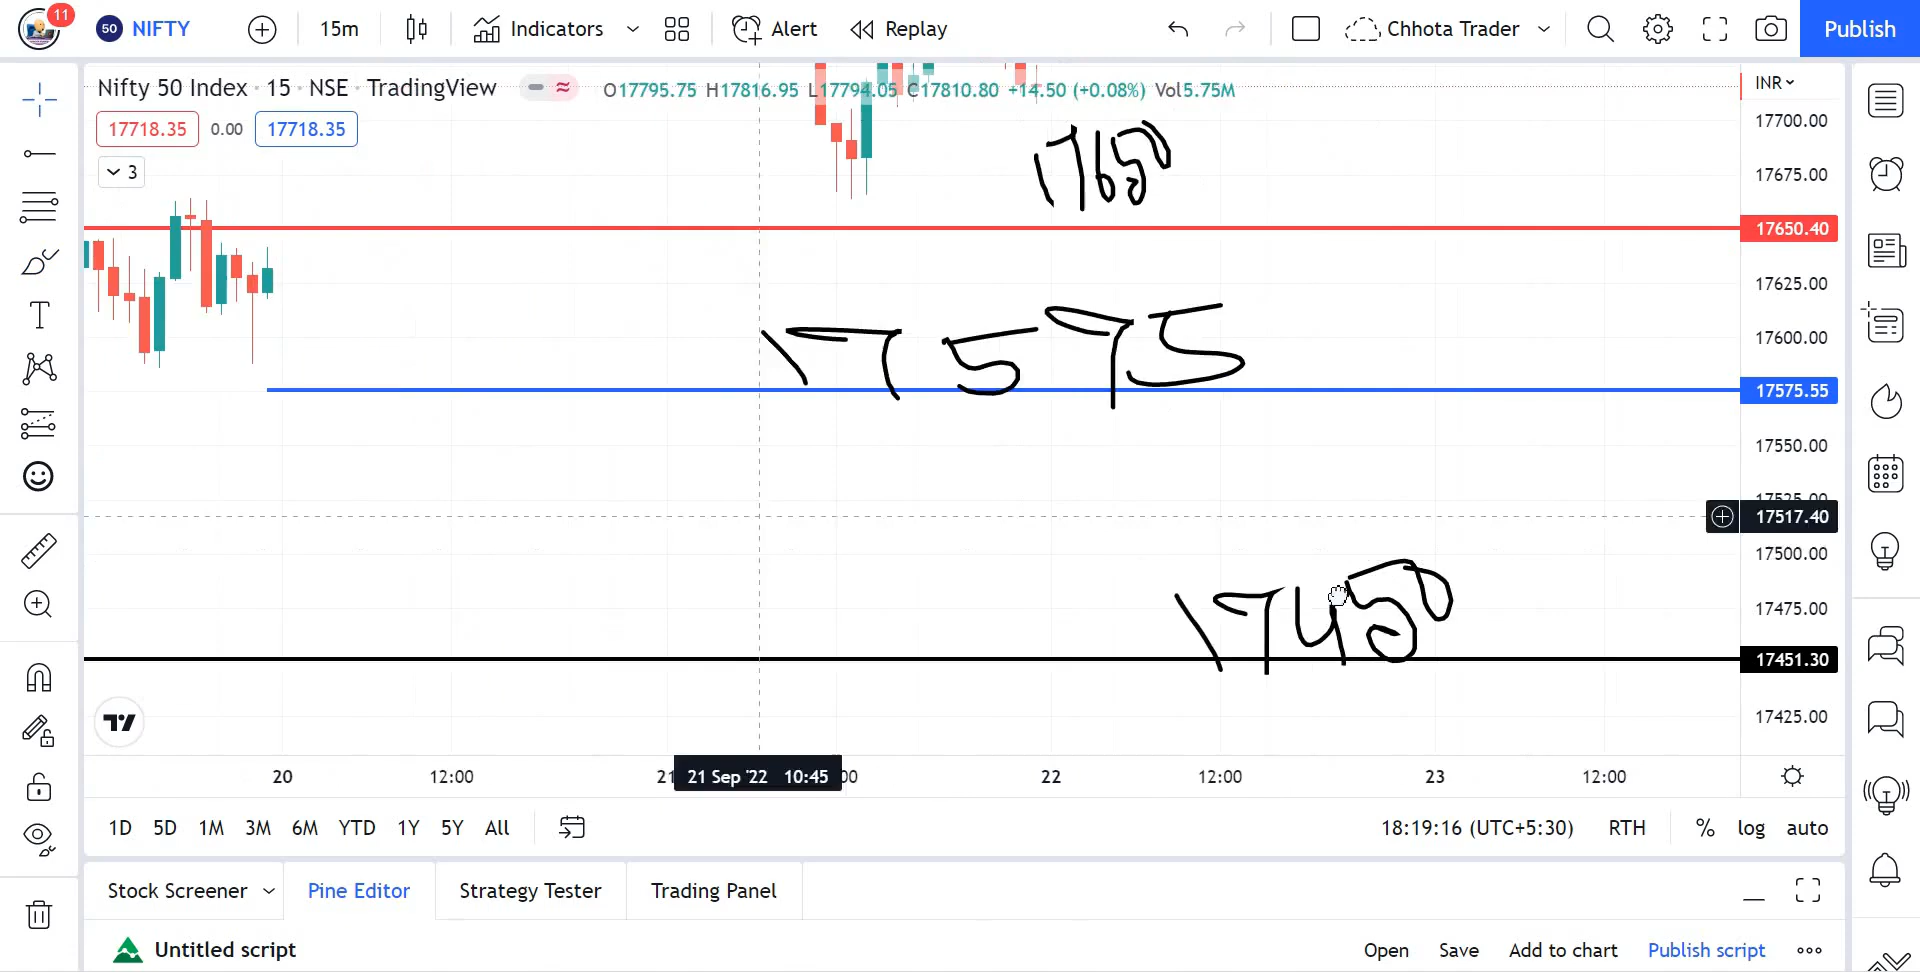 11
50 NIFTY 15m Indicators Alert Replay Chhota Trader Publish
Nifty 50 Index · 15 · NSE · TradingView O17795.75 H17816.95 L17794.05 C17810.80 +14.50 (+0.08%) Vol5.75M
INR
17718.35 0.00 17718.35
3
17700.00
17650
17675.00
17650.40
17625.00
17600.00
17575
17575.55
17550.00
17525.00
17517.40
17500.00
17450
17475.00
17451.30
17425.00
20 12:00 21 21 Sep '22 10:45 22 12:00 23 12:00
1D 5D 1M 3M 6M YTD 1Y 5Y All 18:19:16 (UTC+5:30) RTH % log auto
Stock Screener Pine Editor Strategy Tester Trading Panel
Untitled script Open Save Add to chart Publish script